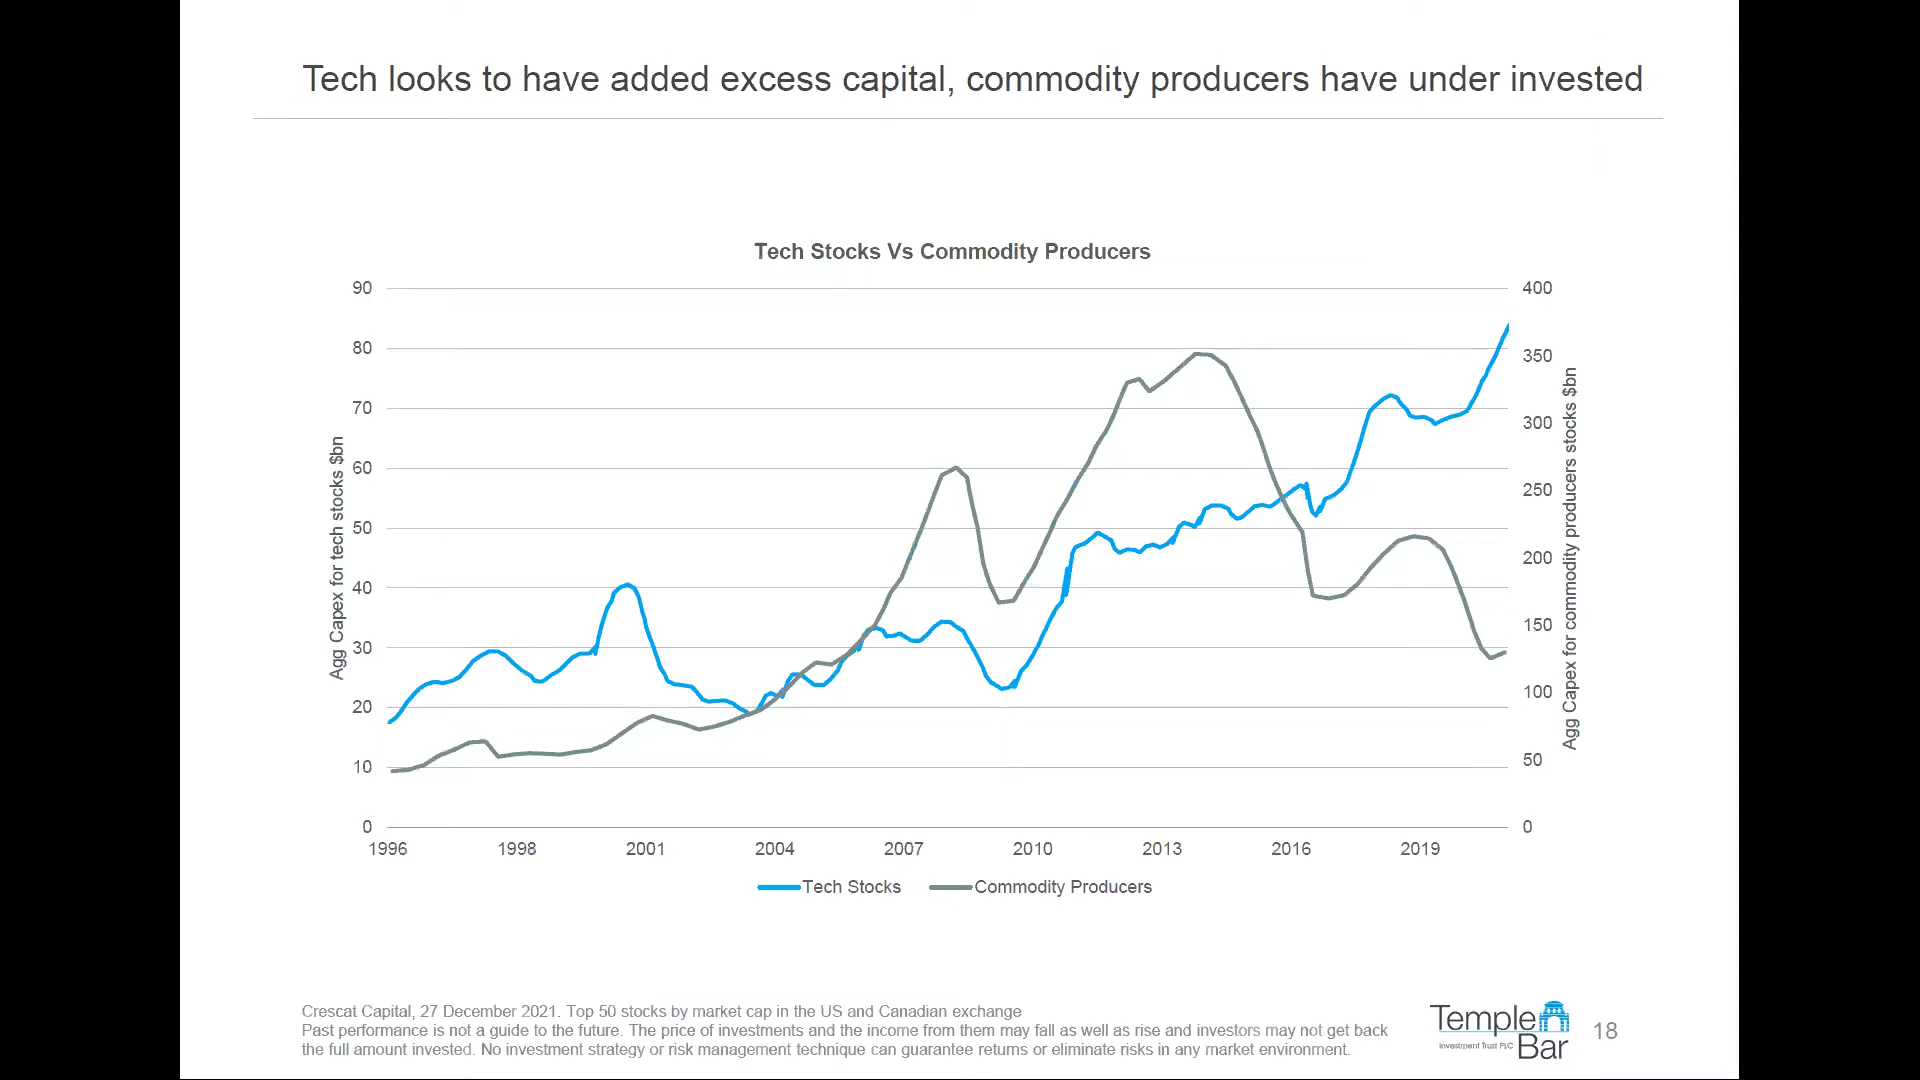 Tech looks to have added excess capital, commodity producers have under invested
Tech Stocks Vs Commodity Producers
90
80
70
60
50
40
30
20
10
0
Agg Capex for tech stocks $bn
400
350
300
250
200
150
100
50
0
Agg Capex for commodity producers stocks $bn
1996 1998 2001 2004 2007 2010 2013 2016 2019
Tech Stocks Commodity Producers
Crescat Capital, 27 December 2021. Top 50 stocks by market cap in the US and Canadian exchange
Past performance is not a guide to the future. The price of investments and the income from them may fall as well as rise and investors may not get back
the full amount invested. No investment strategy or risk management technique can guarantee returns or eliminate risks in any market environment.
Temple
Investment Trust PLC Bar
18